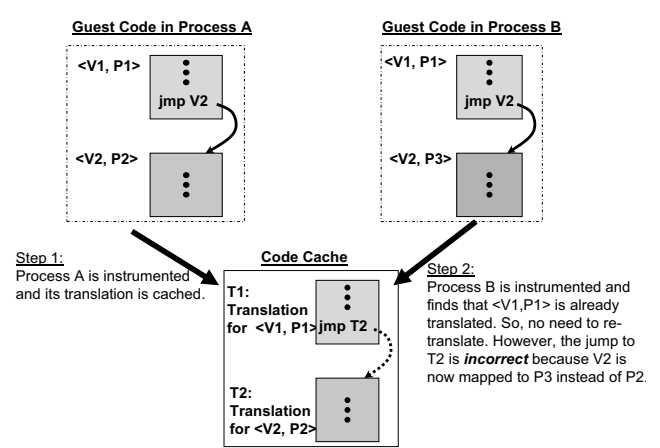 Guest Code in Process A
Guest Code in Process B
<V1, P1>
jmp V2
<V2, P2>
<V1, P1>
jmp V2
<V2, P3>
Step 1:
Process A is instrumented
and its translation is cached.
Code Cache
T1:
Translation
for <V1, P1>
jmp T2
T2:
Translation
for <V2, P2>
Step 2:
Process B is instrumented and
finds that <V1,P1> is already
translated. So, no need to re-
translate. However, the jump to
T2 is incorrect because V2 is
now mapped to P3 instead of P2.